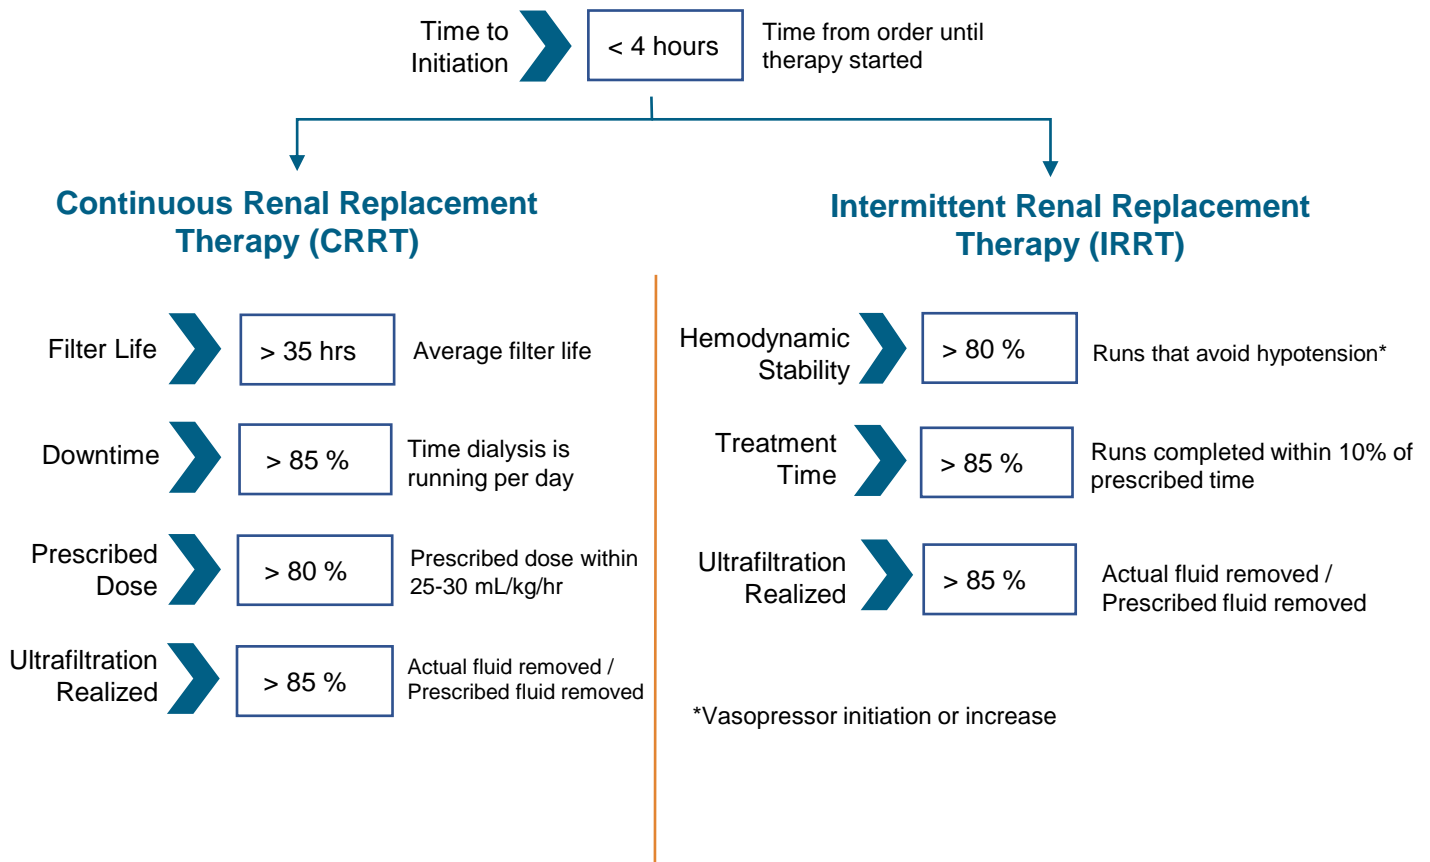 Time to
Initiation
< 4 hours
Time from order until
therapy started
Continuous Renal Replacement
Therapy (CRRT)
Filter Life
> 35 hrs
Average filter life
Downtime
> 85 %
Time dialysis is
running per day
Prescribed
Dose
> 80 %
Prescribed dose within
25-30 mL/kg/hr
Ultrafiltration
Realized
> 85 %
Actual fluid removed /
Prescribed fluid removed
Intermittent Renal Replacement
Therapy (IRRT)
Hemodynamic
Stability
> 80 %
Runs that avoid hypotension*
Treatment
Time
> 85 %
Runs completed within 10% of
prescribed time
Ultrafiltration
Realized
> 85 %
Actual fluid removed /
Prescribed fluid removed
*Vasopressor initiation or increase